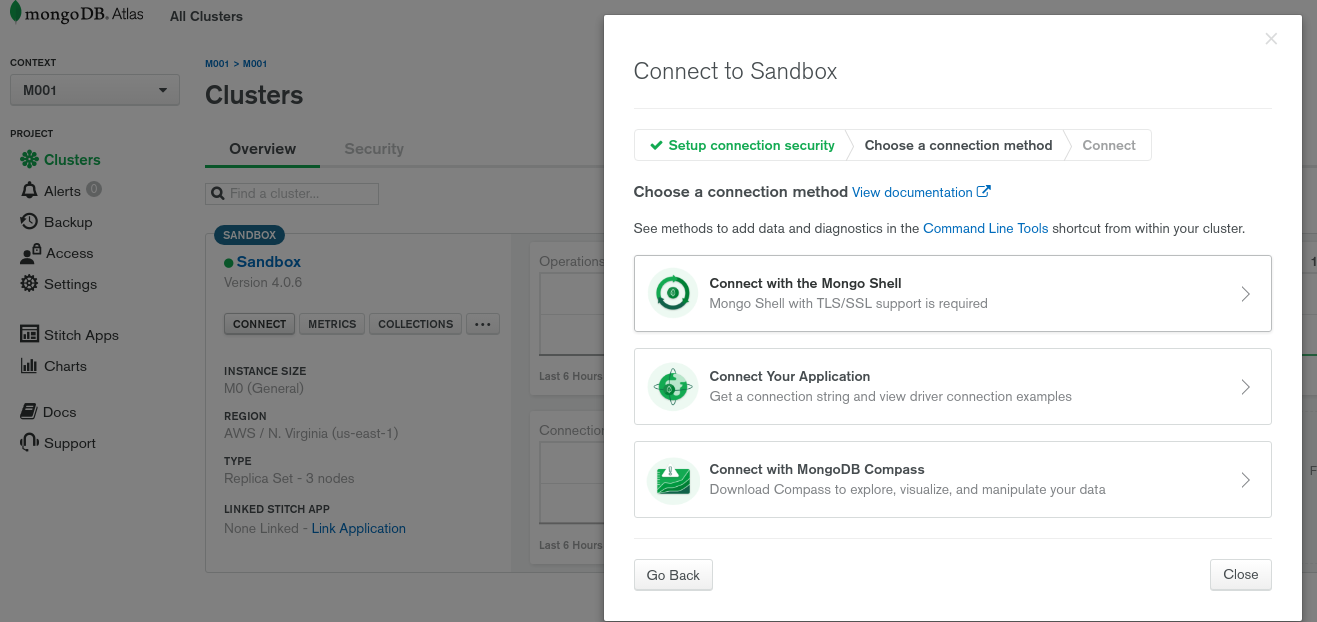 mongoDB. Atlas
All Clusters
CONTEXT
M001
PROJECT
Clusters
Alerts 0
Backup
Access
Settings
Stitch Apps
Charts
Docs
Support
M001 > M001
Clusters
Overview
Security
Find a cluster...
SANDBOX
Sandbox
Version 4.0.6
CONNECT
METRICS
COLLECTIONS
...
INSTANCE SIZE
M0 (General)
REGION
AWS / N. Virginia (us-east-1)
TYPE
Replica Set - 3 nodes
LINKED STITCH APP
None Linked - Link Application
Operations
Last 6 Hours
Last 6 Hours
Connect to Sandbox
Setup connection security
Choose a connection method
Connect
Choose a connection method View documentation
See methods to add data and diagnostics in the Command Line Tools shortcut from within your cluster.
Connect with the Mongo Shell
Mongo Shell with TLS/SSL support is required
Connect Your Application
Get a connection string and view driver connection examples
Connect with MongoDB Compass
Download Compass to explore, visualize, and manipulate your data
Go Back
Close